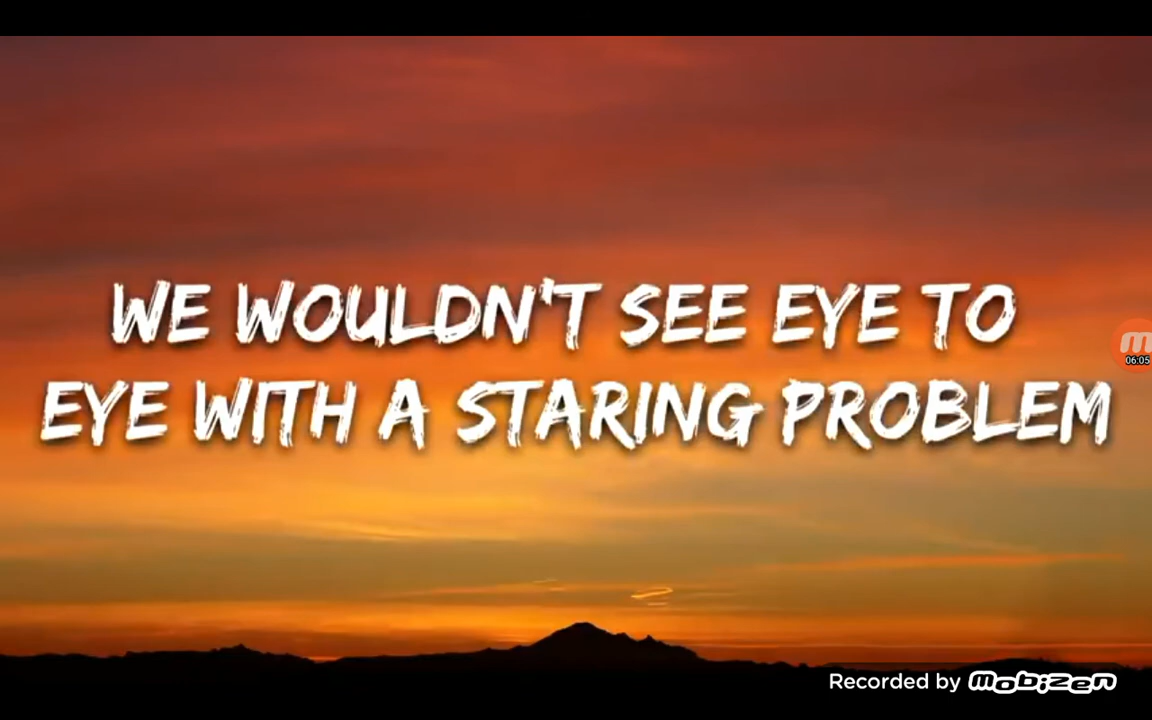 WE WOULDN'T SEE EYE TO
EYE WITH A STARING PROBLEM
M
06:05
Recorded by mobizen